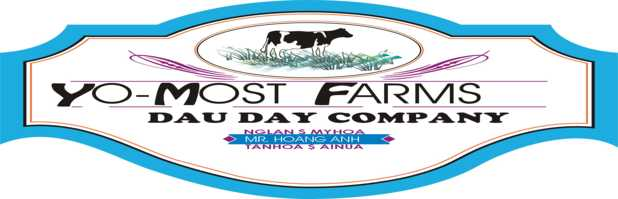 YO-MOST FARMS
DAU DAY COMPANY
NGLAN $ MYHOA
MR. HOANG ANH
TANHOA $ AINUA